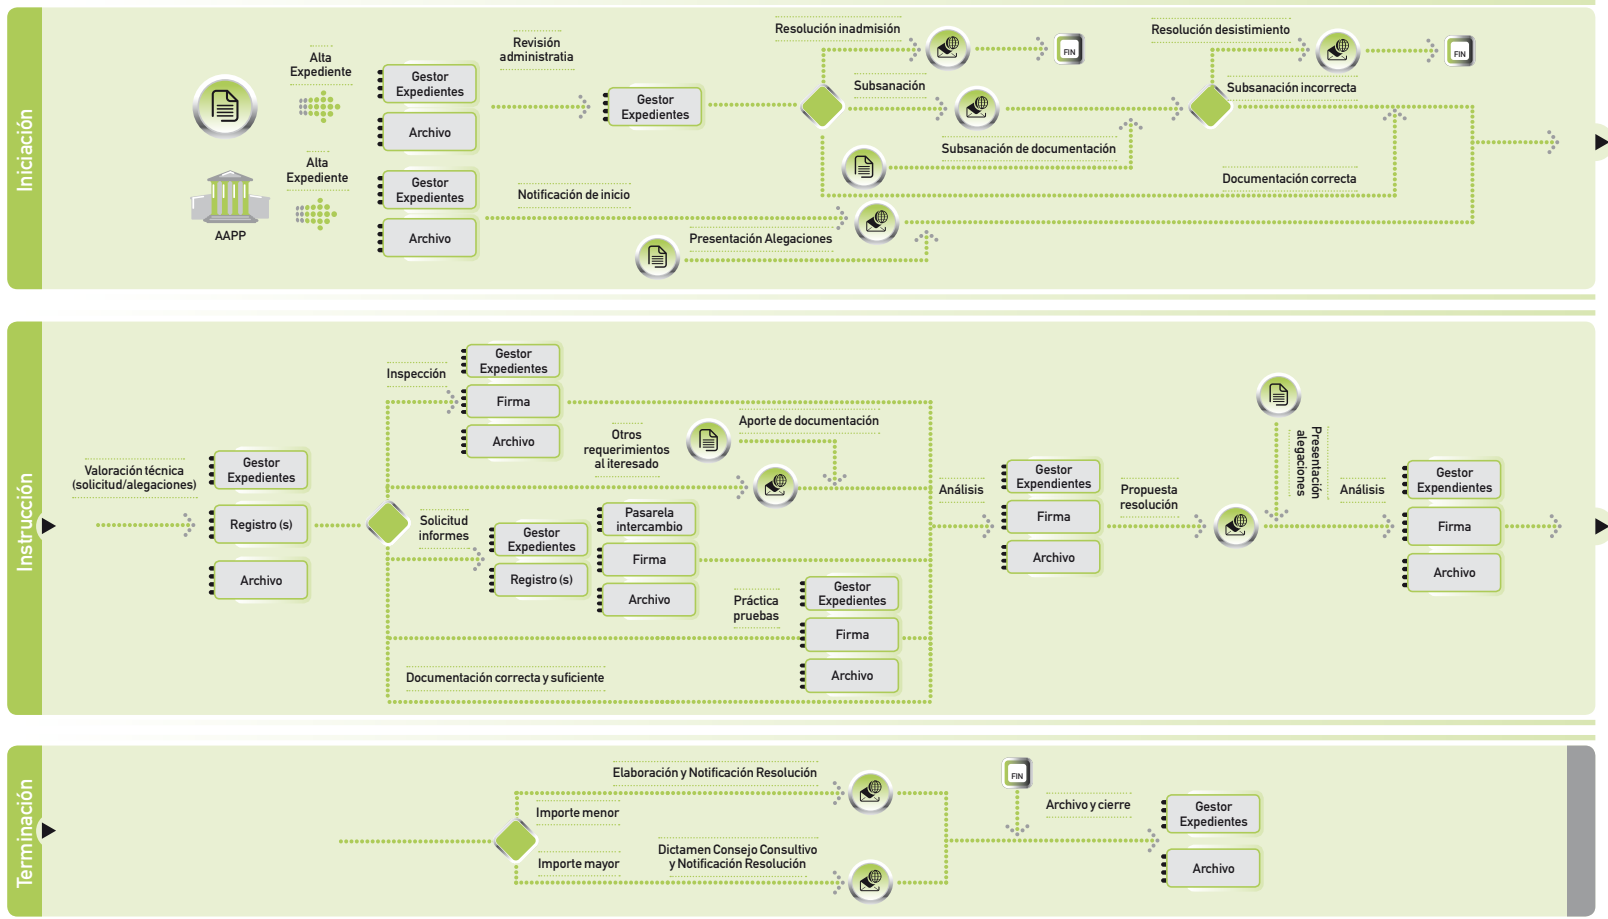 Iniciación
Alta
Expediente
Gestor
Expedientes
Archivo
Revisión
administratia
Gestor
Expedientes
Resolución inadmisión
FIN
Subsanación
Resolución desistimiento
FIN
Subsanación incorrecta
Subsanación de documentación
Documentación correcta
AAPP
Alta
Expediente
Gestor
Expedientes
Archivo
Notificación de inicio
Presentación Alegaciones
Instrucción
Valoración técnica
(solicitud/alegaciones)
Gestor
Expedientes
Registro (s)
Archivo
Inspección
Gestor
Expedientes
Firma
Archivo
Otros
requerimientos
al iteresado
Aporte de documentación
Solicitud
informes
Gestor
Expedientes
Registro (s)
Pasarela
intercambio
Firma
Archivo
Práctica
pruebas
Gestor
Expedientes
Firma
Archivo
Documentación correcta y suficiente
Análisis
Gestor
Expendientes
Firma
Archivo
Propuesta
resolución
Presentación
alegaciones
Análisis
Gestor
Expendientes
Firma
Archivo
Terminación
Elaboración y Notificación Resolución
Importe menor
Importe mayor
Dictamen Consejo Consultivo
y Notificación Resolución
FIN
Archivo y cierre
Gestor
Expedientes
Archivo